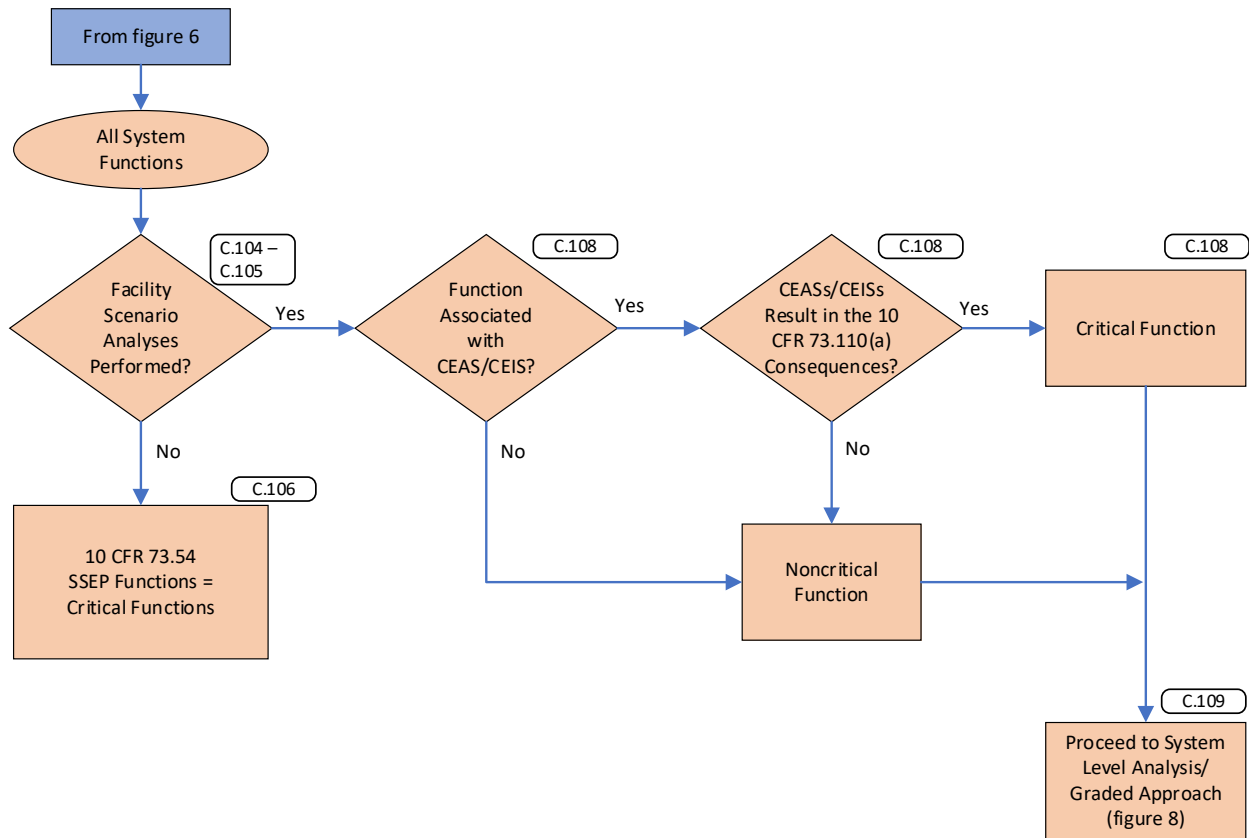 From figure 6
All System
Functions
C.104 –
C.105
Facility
Scenario
Analyses
Performed?
Yes
No
C.106
10 CFR 73.54
SSEP Functions =
Critical Functions
C.108
Function
Associated
with
CEAS/CEIS?
Yes
No
C.108
CEASs/CEISs
Result in the 10
CFR 73.110(a)
Consequences?
Yes
No
Noncritical
Function
C.108
Critical Function
C.109
Proceed to System
Level Analysis/
Graded Approach
(figure 8)